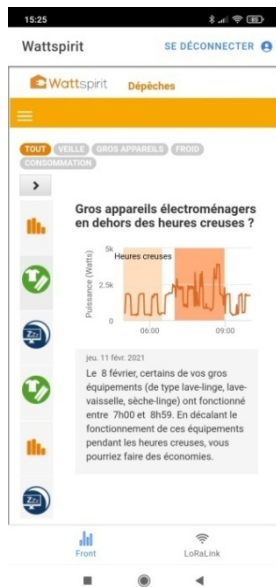 15:25
Wattspirit
SE DÉCONNECTER
Wattspirit
Dépêches
TOUT VEILLE GROS APPAREILS FROID
CONSOMMATION
Gros appareils électroménagers
en dehors des heures creuses ?
Puissance (Watts)
5k
2.5k
0
Heures creuses
06:00 09:00
jeu. 11 févr. 2021
Le 8 février, certains de vos gros
équipements (de type lave-linge, lave-
vaisselle, sèche-linge) ont fonctionné
entre 7h00 et 8h59. En décalant le
fonctionnement de ces équipements
pendant les heures creuses, vous
pourriez faire des économies.
Front
LoRaLink